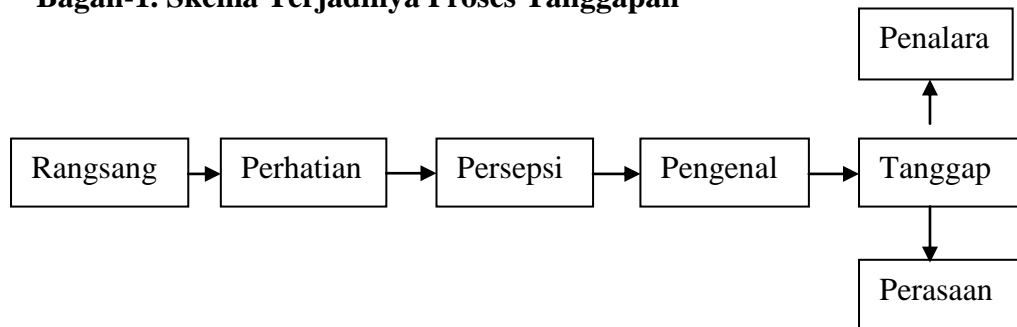 Bagan-1. Skema Terjadinya Proses Tanggapan
Penalara
Rangsang
Perhatian
Persepsi
Pengenal
Tanggap
Perasaan